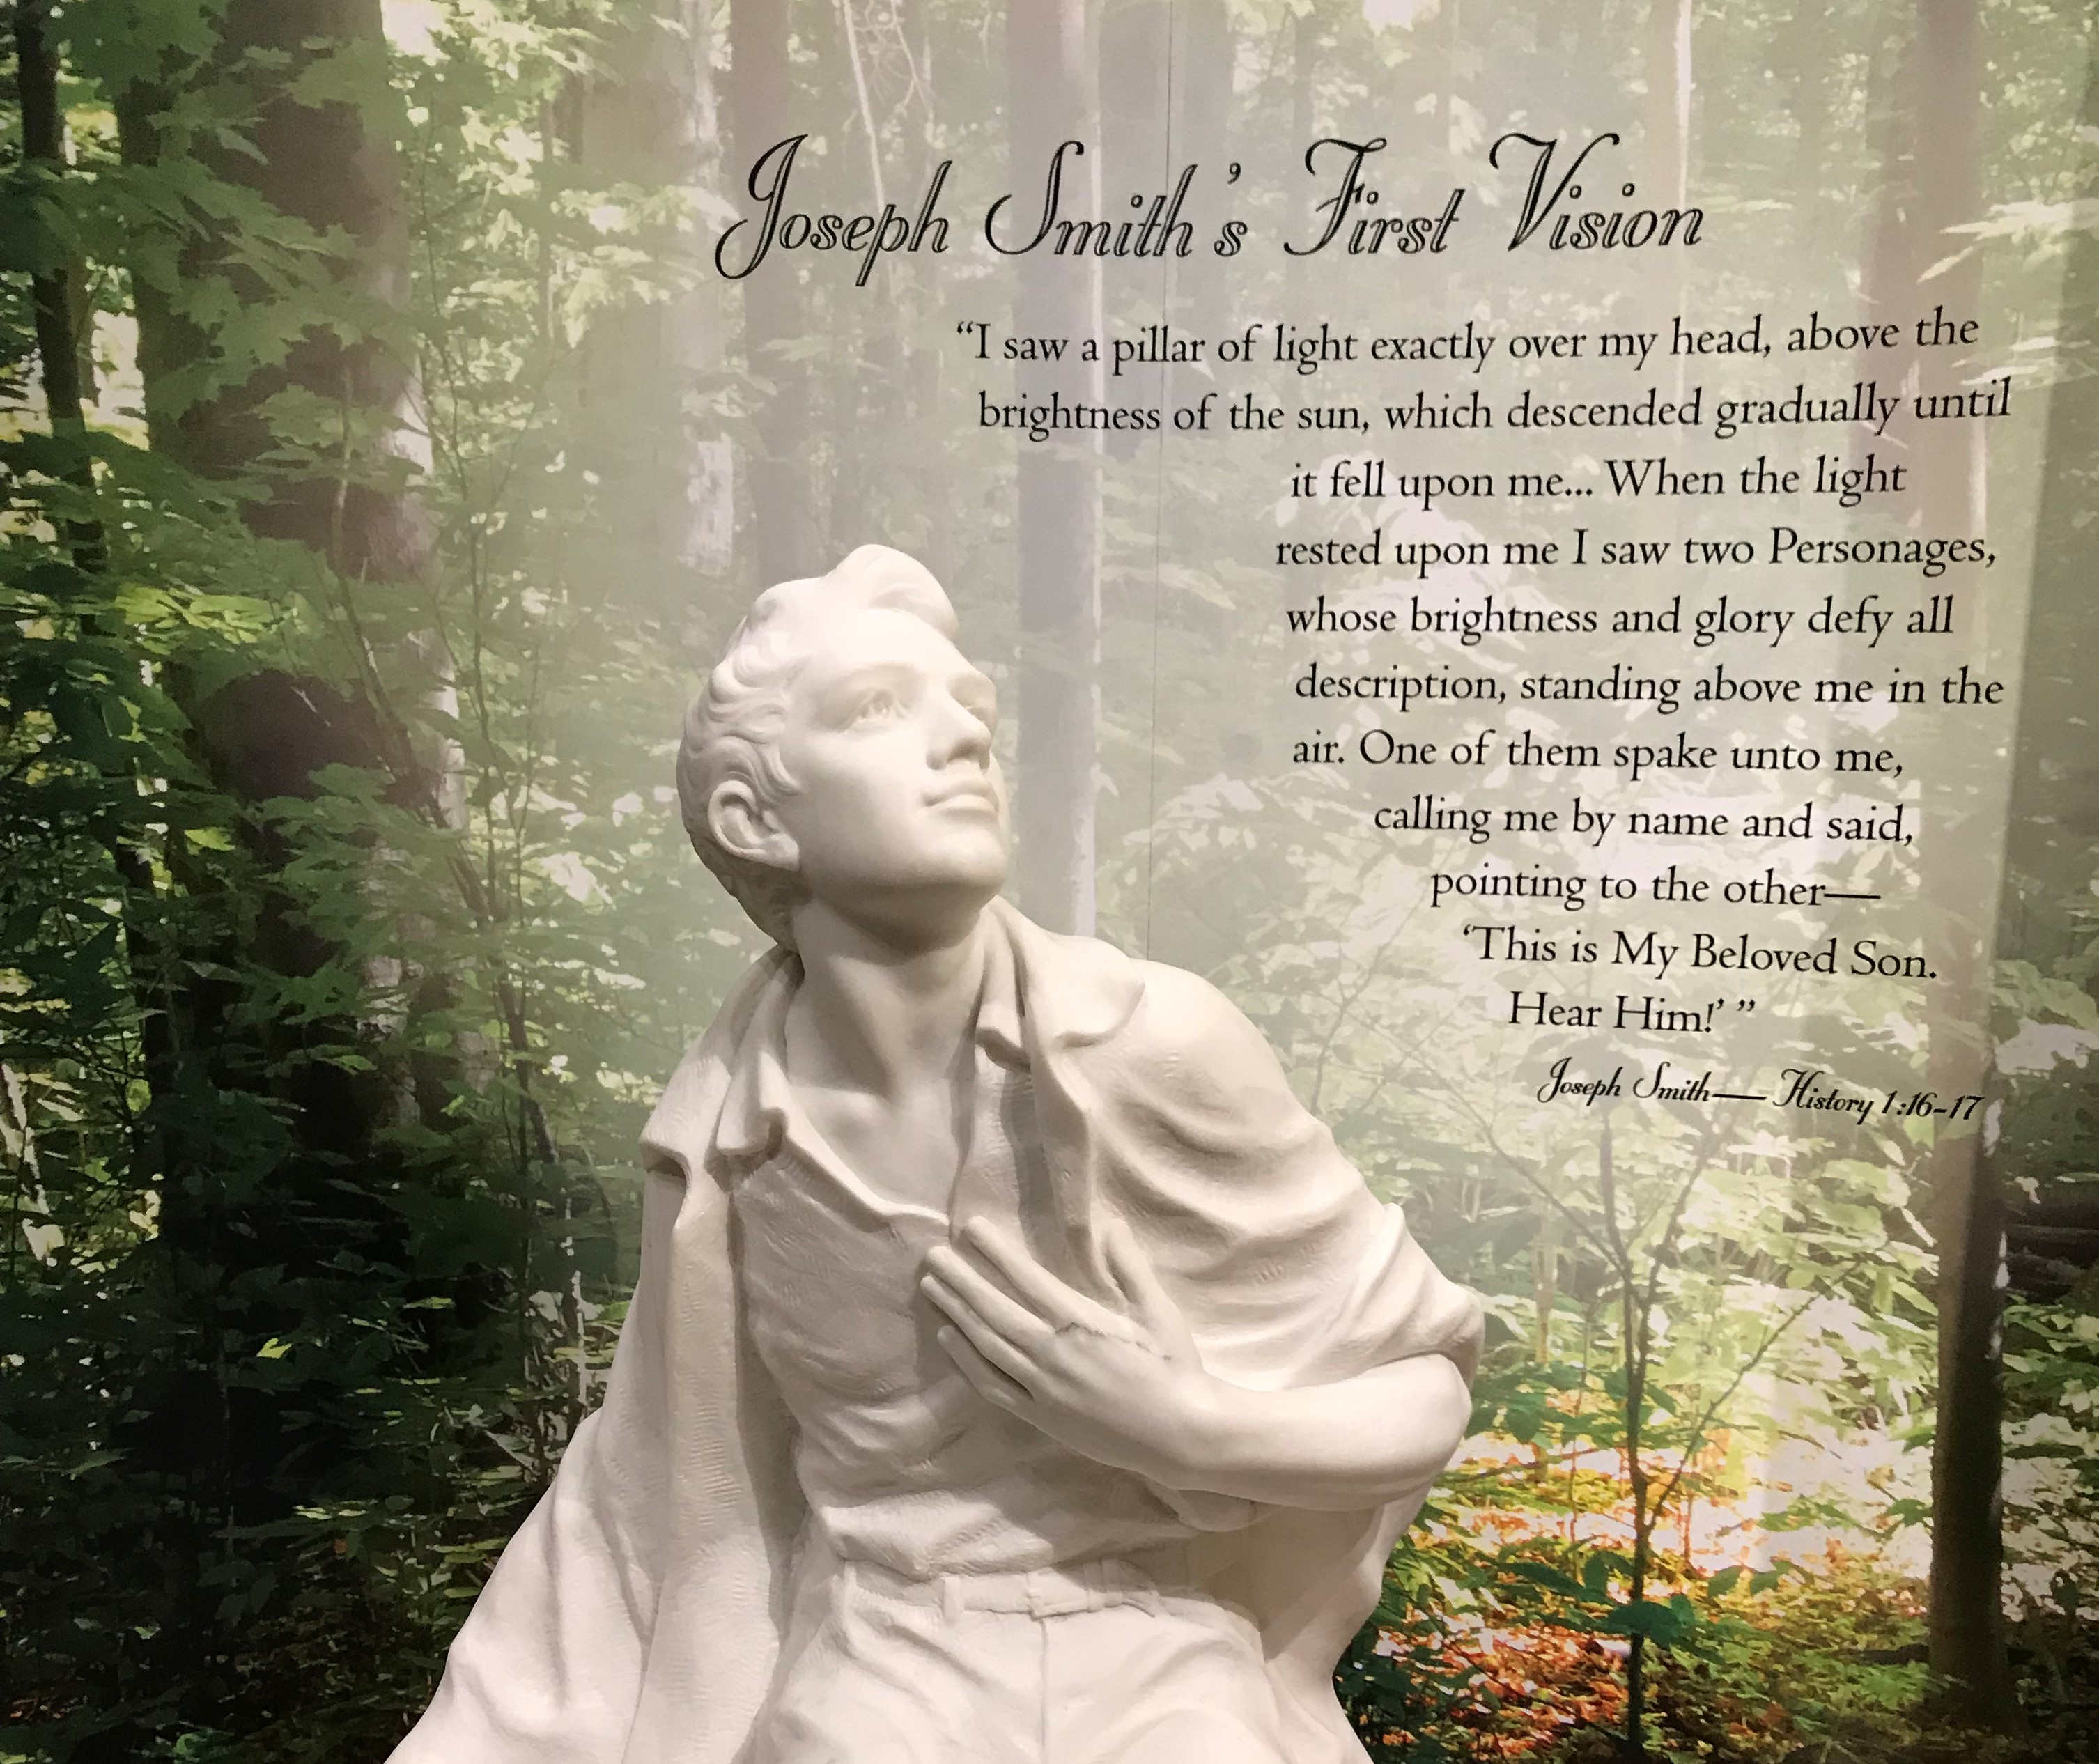 Joseph Smith's First Vision
“I saw a pillar of light exactly over my head, above the
brightness of the sun, which descended gradually until
it fell upon me... When the light
rested upon me I saw two Personages,
whose brightness and glory defy all
description, standing above me in the
air. One of them spake unto me,
calling me by name and said,
pointing to the other—
‘This is My Beloved Son.
Hear Him!’ ”
Joseph Smith— History 1:16-17